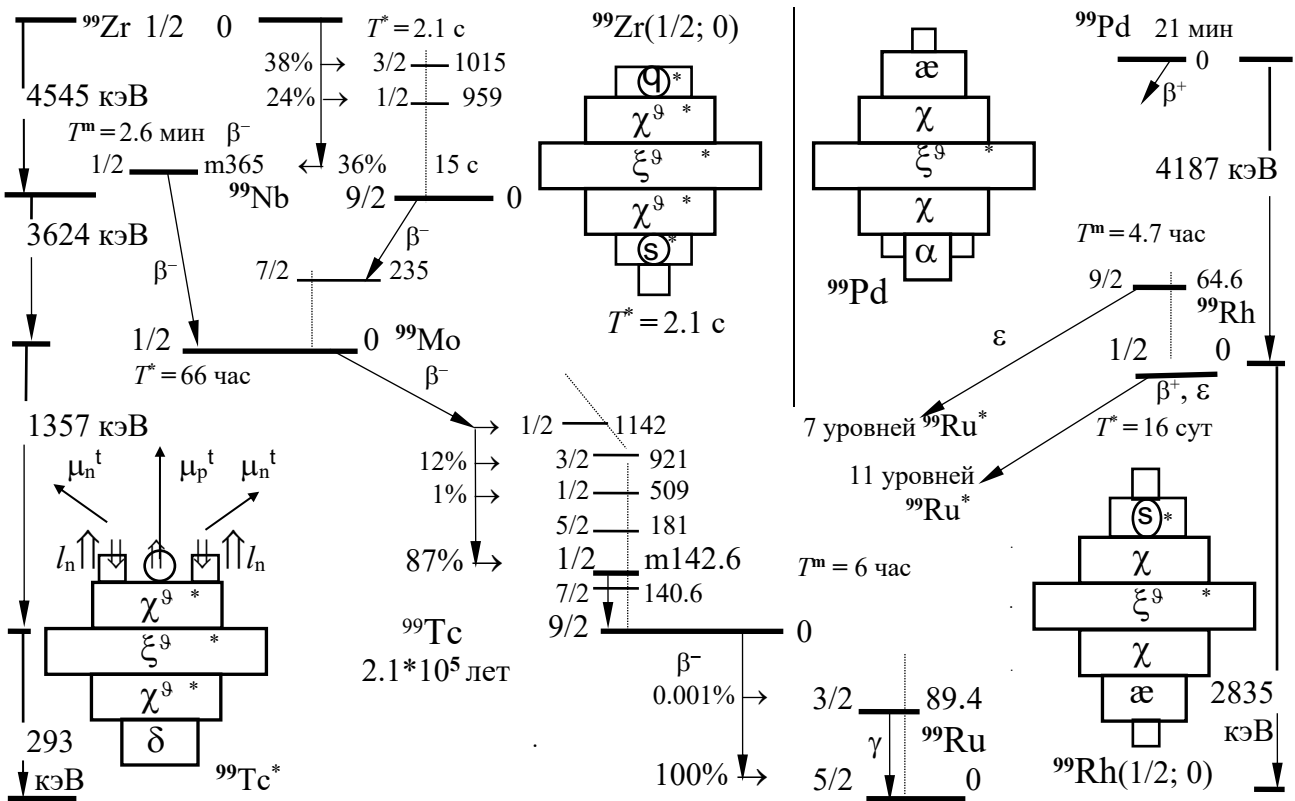 ⁹⁹Zr 1/2 0
T* = 2.1 с
38% 3/2 1015
24% 1/2 959
4545 кэВ
Tᵐ = 2.6 мин β⁻
1/2 m365 36% 15 с
⁹⁹Nb 9/2 0
3624 кэВ
β⁻ β⁻
7/2 235
1/2 0 ⁹⁹Mo
T* = 66 час
β⁻
1357 кэВ
1/2 1142
3/2 921
12%
1/2 509
1%
5/2 181
87% 1/2 m142.6
Tᵐ = 6 час
7/2 140.6
⁹⁹Tc 9/2 0
2.1*10⁵ лет
β⁻
0.001%
3/2 89.4
⁹⁹Ru
γ
100% 5/2 0
293
кэВ
μₙᵗ μₚᵗ μₙᵗ
lₙ lₙ
χ^ϑ *
ξ^ϑ *
χ^ϑ *
δ
⁹⁹Tc*
⁹⁹Zr(1/2; 0)
q*
χ^ϑ *
ξ^ϑ *
χ^ϑ *
s*
T* = 2.1 с
æ
χ
ξ^ϑ *
χ
α
⁹⁹Pd
⁹⁹Pd 21 мин
0
β⁺
4187 кэВ
Tᵐ = 4.7 час
9/2 64.6
⁹⁹Rh
ε
1/2 0
β⁺, ε
7 уровней ⁹⁹Ru*
T* = 16 сут
11 уровней
⁹⁹Ru*
s*
χ
ξ^ϑ *
χ
æ
2835
кэВ
⁹⁹Rh(1/2; 0)